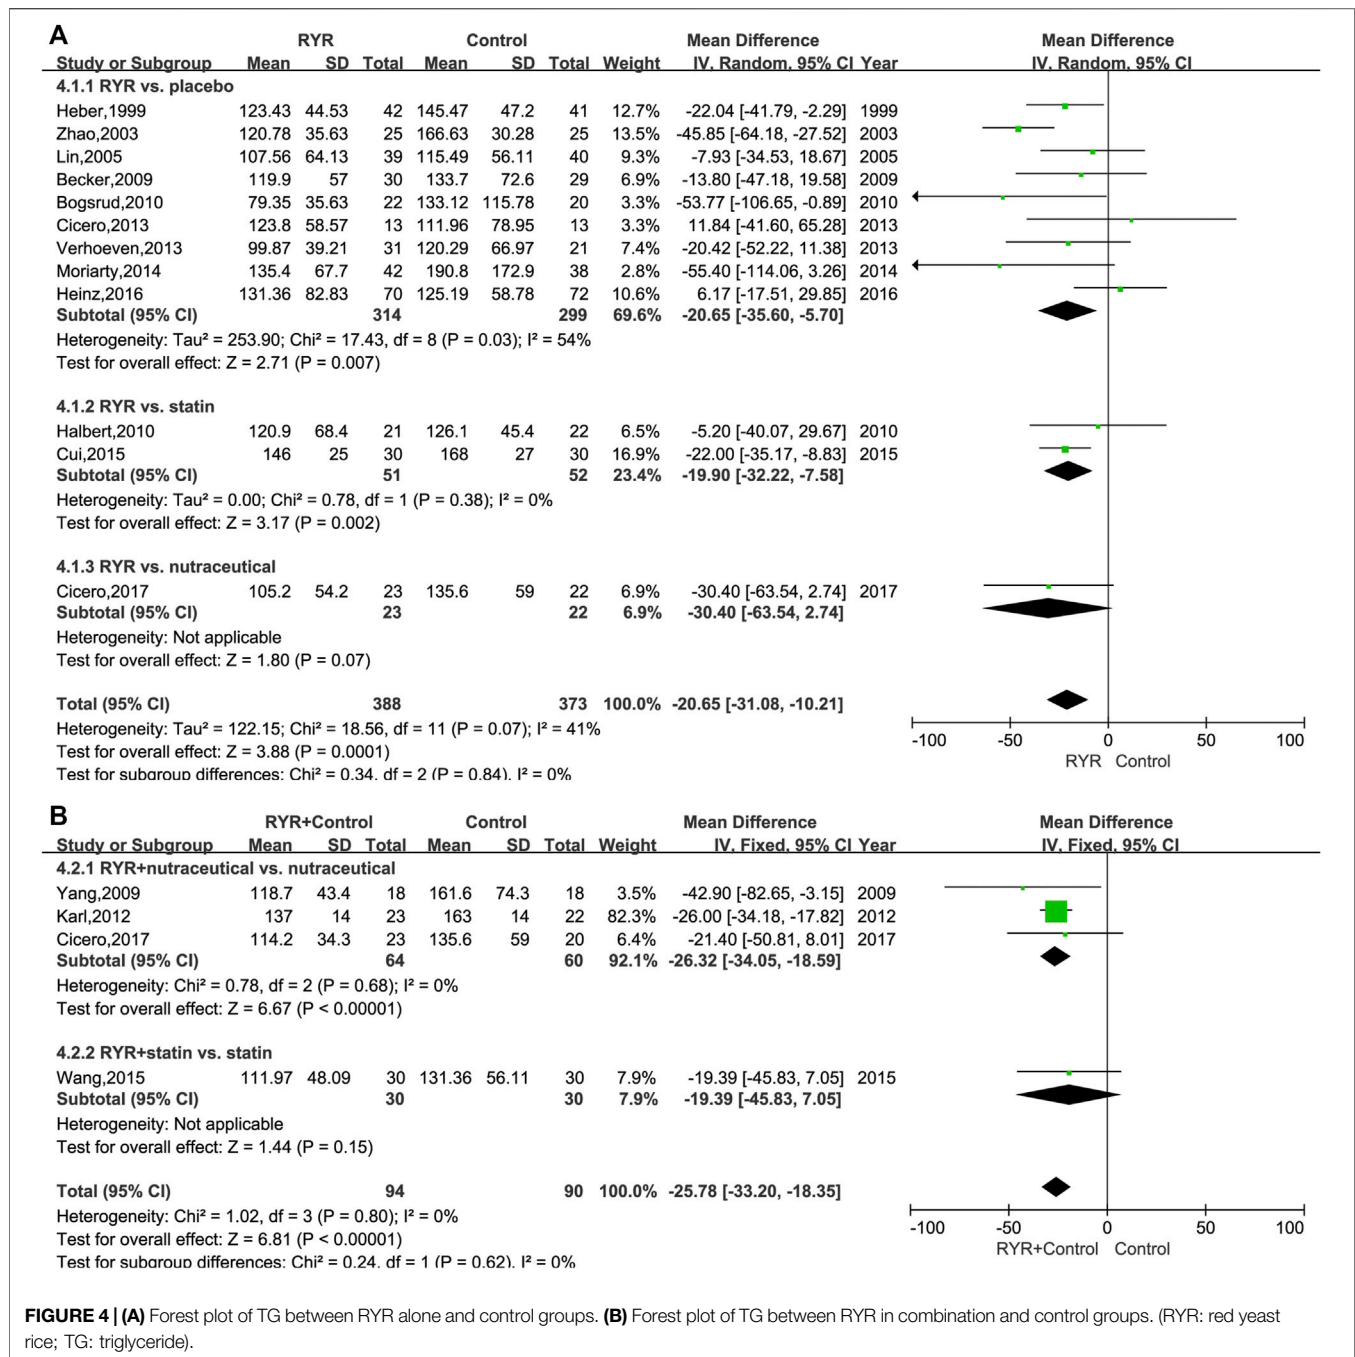 A
RYR Control Mean Difference Mean Difference
Study or Subgroup Mean SD Total Mean SD Total Weight IV, Random, 95% CI Year IV, Random, 95% CI
4.1.1 RYR vs. placebo
Heber,1999 123.43 44.53 42 145.47 47.2 41 12.7% -22.04 [-41.79, -2.29] 1999
Zhao,2003 120.78 35.63 25 166.63 30.28 25 13.5% -45.85 [-64.18, -27.52] 2003
Lin,2005 107.56 64.13 39 115.49 56.11 40 9.3% -7.93 [-34.53, 18.67] 2005
Becker,2009 119.9 57 30 133.7 72.6 29 6.9% -13.80 [-47.18, 19.58] 2009
Bogsrud,2010 79.35 35.63 22 133.12 115.78 20 3.3% -53.77 [-106.65, -0.89] 2010
Cicero,2013 123.8 58.57 13 111.96 78.95 13 3.3% 11.84 [-41.60, 65.28] 2013
Verhoeven,2013 99.87 39.21 31 120.29 66.97 21 7.4% -20.42 [-52.22, 11.38] 2013
Moriarty,2014 135.4 67.7 42 190.8 172.9 38 2.8% -55.40 [-114.06, 3.26] 2014
Heinz,2016 131.36 82.83 70 125.19 58.78 72 10.6% 6.17 [-17.51, 29.85] 2016
Subtotal (95% CI) 314 299 69.6% -20.65 [-35.60, -5.70]
Heterogeneity: Tau² = 253.90; Chi² = 17.43, df = 8 (P = 0.03); I² = 54%
Test for overall effect: Z = 2.71 (P = 0.007)
4.1.2 RYR vs. statin
Halbert,2010 120.9 68.4 21 126.1 45.4 22 6.5% -5.20 [-40.07, 29.67] 2010
Cui,2015 146 25 30 168 27 30 16.9% -22.00 [-35.17, -8.83] 2015
Subtotal (95% CI) 51 52 23.4% -19.90 [-32.22, -7.58]
Heterogeneity: Tau² = 0.00; Chi² = 0.78, df = 1 (P = 0.38); I² = 0%
Test for overall effect: Z = 3.17 (P = 0.002)
4.1.3 RYR vs. nutraceutical
Cicero,2017 105.2 54.2 23 135.6 59 22 6.9% -30.40 [-63.54, 2.74] 2017
Subtotal (95% CI) 23 22 6.9% -30.40 [-63.54, 2.74]
Heterogeneity: Not applicable
Test for overall effect: Z = 1.80 (P = 0.07)
Total (95% CI) 388 373 100.0% -20.65 [-31.08, -10.21]
Heterogeneity: Tau² = 122.15; Chi² = 18.56, df = 11 (P = 0.07); I² = 41%
Test for overall effect: Z = 3.88 (P = 0.0001)
Test for subgroup differences: Chi² = 0.34, df = 2 (P = 0.84), I² = 0%
-100 -50 0 50 100
RYR Control
B
RYR+Control Control Mean Difference Mean Difference
Study or Subgroup Mean SD Total Mean SD Total Weight IV, Fixed, 95% CI Year IV, Fixed, 95% CI
4.2.1 RYR+nutraceutical vs. nutraceutical
Yang,2009 118.7 43.4 18 161.6 74.3 18 3.5% -42.90 [-82.65, -3.15] 2009
Karl,2012 137 14 23 163 14 22 82.3% -26.00 [-34.18, -17.82] 2012
Cicero,2017 114.2 34.3 23 135.6 59 20 6.4% -21.40 [-50.81, 8.01] 2017
Subtotal (95% CI) 64 60 92.1% -26.32 [-34.05, -18.59]
Heterogeneity: Chi² = 0.78, df = 2 (P = 0.68); I² = 0%
Test for overall effect: Z = 6.67 (P < 0.00001)
4.2.2 RYR+statin vs. statin
Wang,2015 111.97 48.09 30 131.36 56.11 30 7.9% -19.39 [-45.83, 7.05] 2015
Subtotal (95% CI) 30 30 7.9% -19.39 [-45.83, 7.05]
Heterogeneity: Not applicable
Test for overall effect: Z = 1.44 (P = 0.15)
Total (95% CI) 94 90 100.0% -25.78 [-33.20, -18.35]
Heterogeneity: Chi² = 1.02, df = 3 (P = 0.80); I² = 0%
Test for overall effect: Z = 6.81 (P < 0.00001)
Test for subgroup differences: Chi² = 0.24, df = 1 (P = 0.62), I² = 0%
-100 -50 0 50 100
RYR+Control Control
FIGURE 4 | (A) Forest plot of TG between RYR alone and control groups. (B) Forest plot of TG between RYR in combination and control groups. (RYR: red yeast
rice; TG: triglyceride).